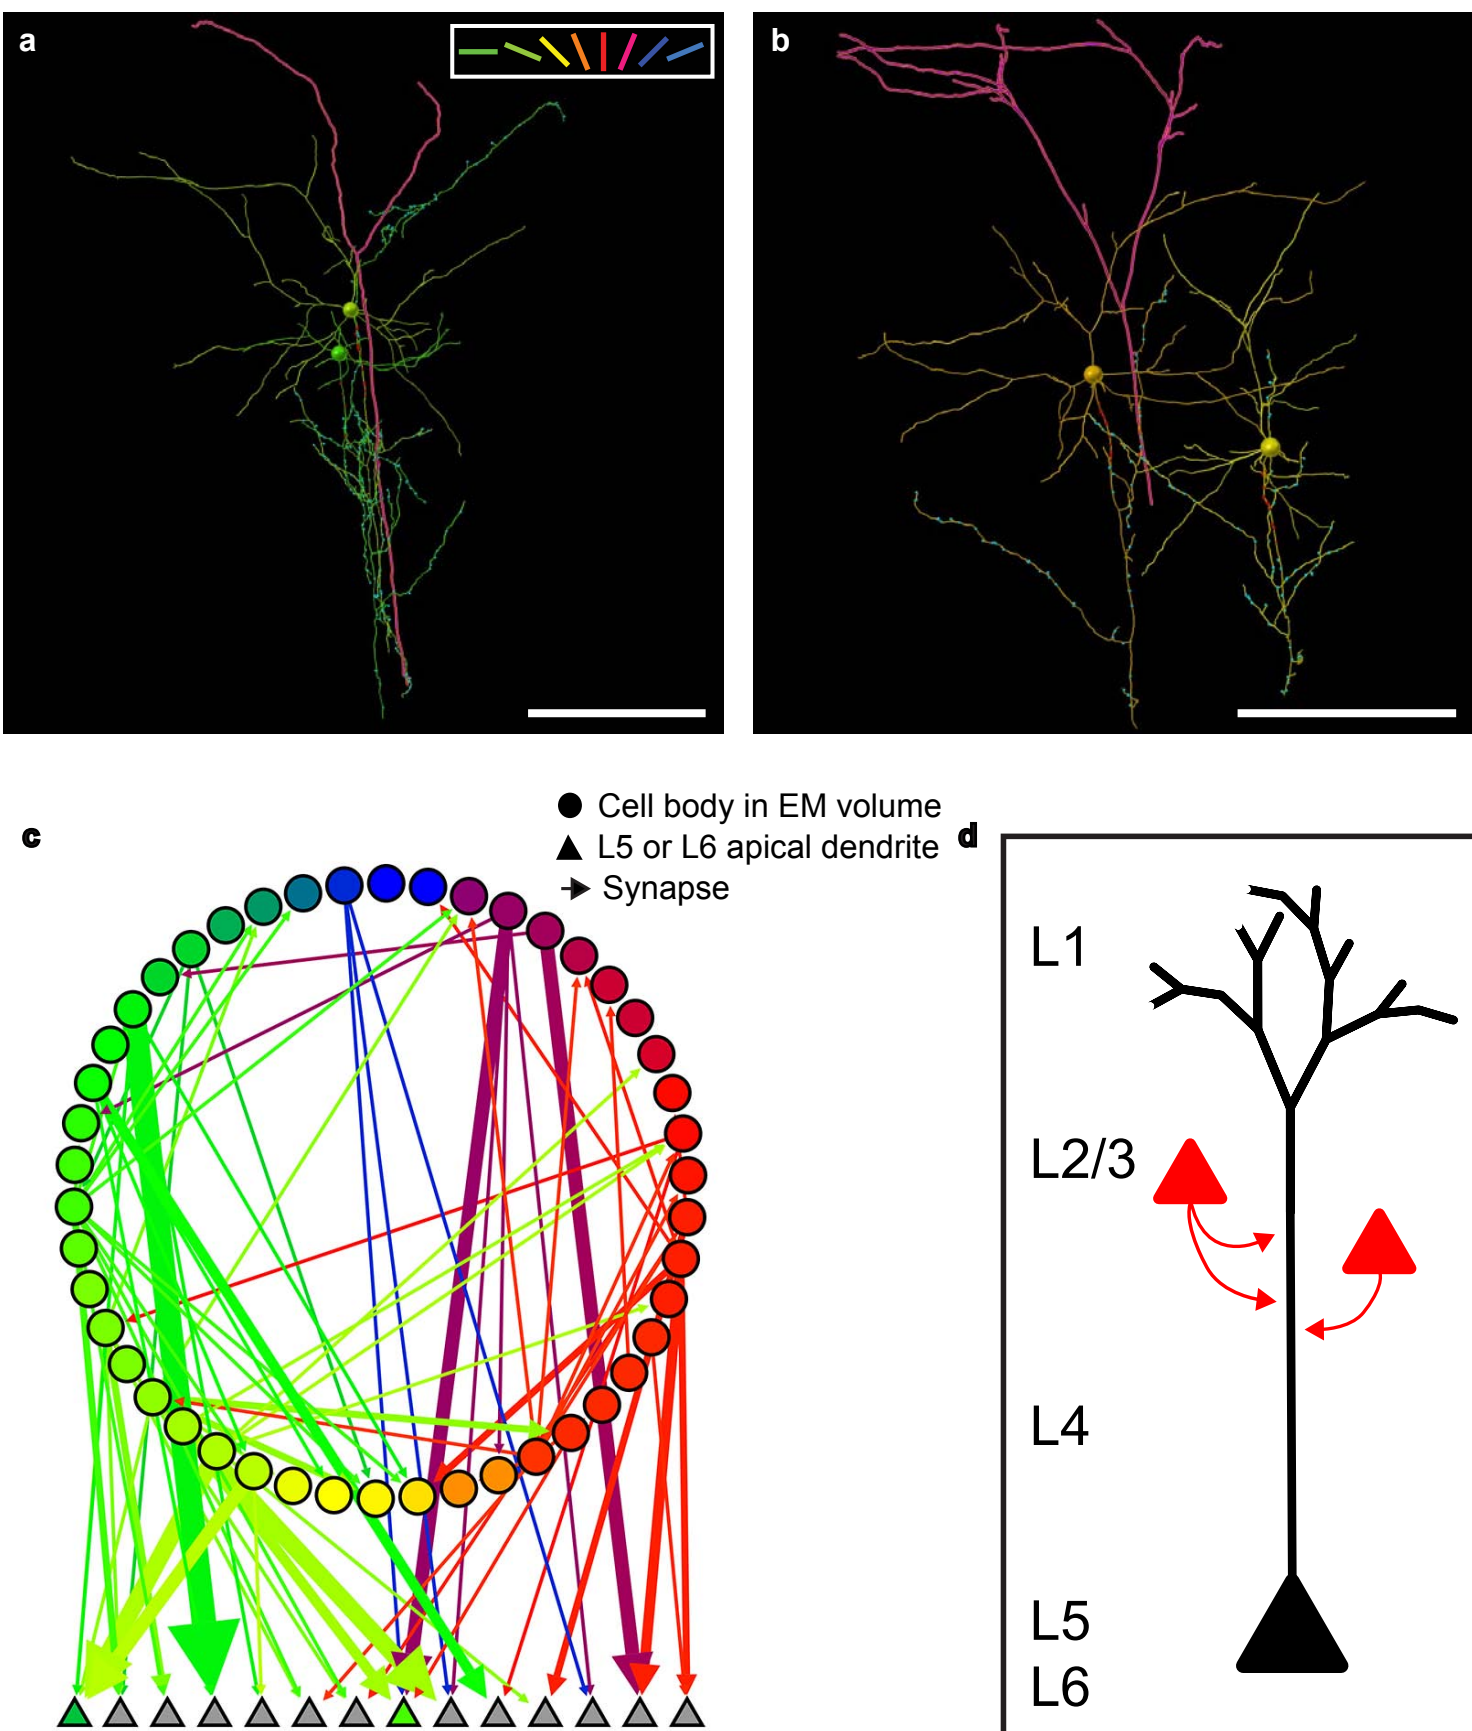 a
b
c
Cell body in EM volume
L5 or L6 apical dendrite
Synapse
d
L1
L2/3
L4
L5
L6